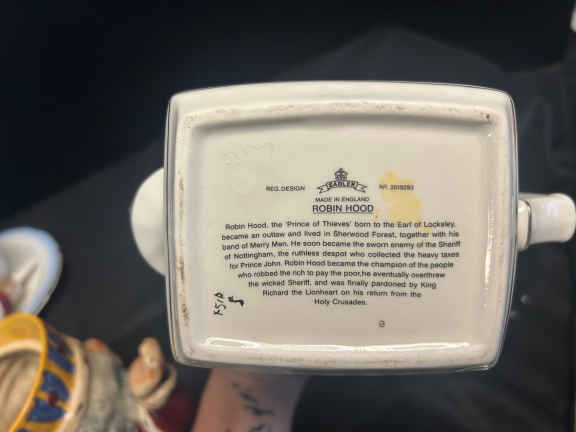 REG. DESIGN SADLER Nº. 2019293
MADE IN ENGLAND
ROBIN HOOD
Robin Hood, the 'Prince of Thieves' born to the Earl of Locksley,
became an outlaw and lived in Sherwood Forest, together with his
band of Merry Men. He soon became the sworn enemy of the Sheriff
of Nottingham, the ruthless despot who collected the heavy taxes
for Prince John. Robin Hood became the champion of the people
who robbed the rich to pay the poor,he eventually overthrew
the wicked Sheriff, and was finally pardoned by King
Richard the Lionheart on his return from the
Holy Crusades.